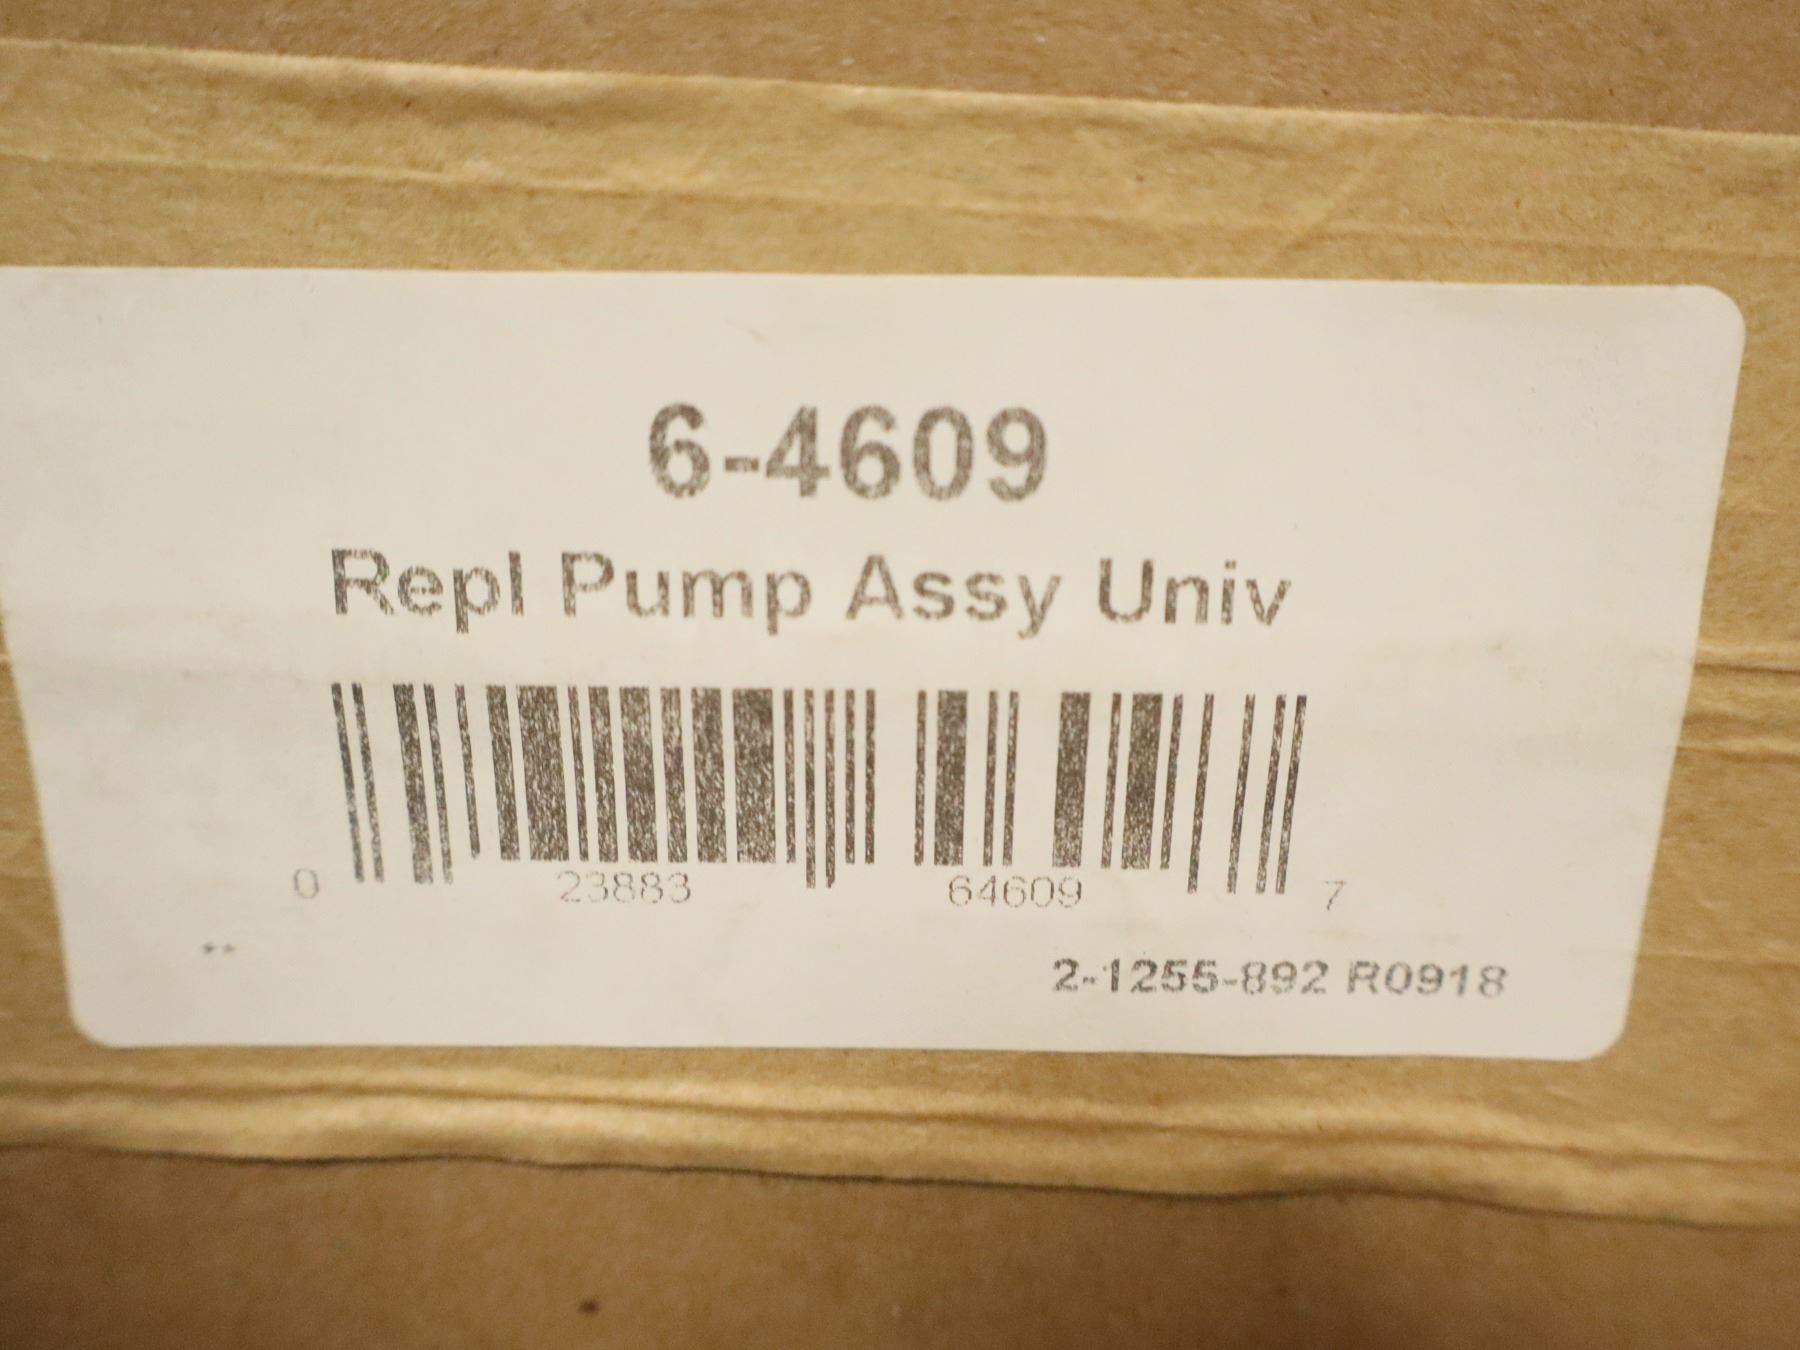 6-4609
Repl Pump Assy Univ
0 23883 64609 7
**
2-1255-892 R0918